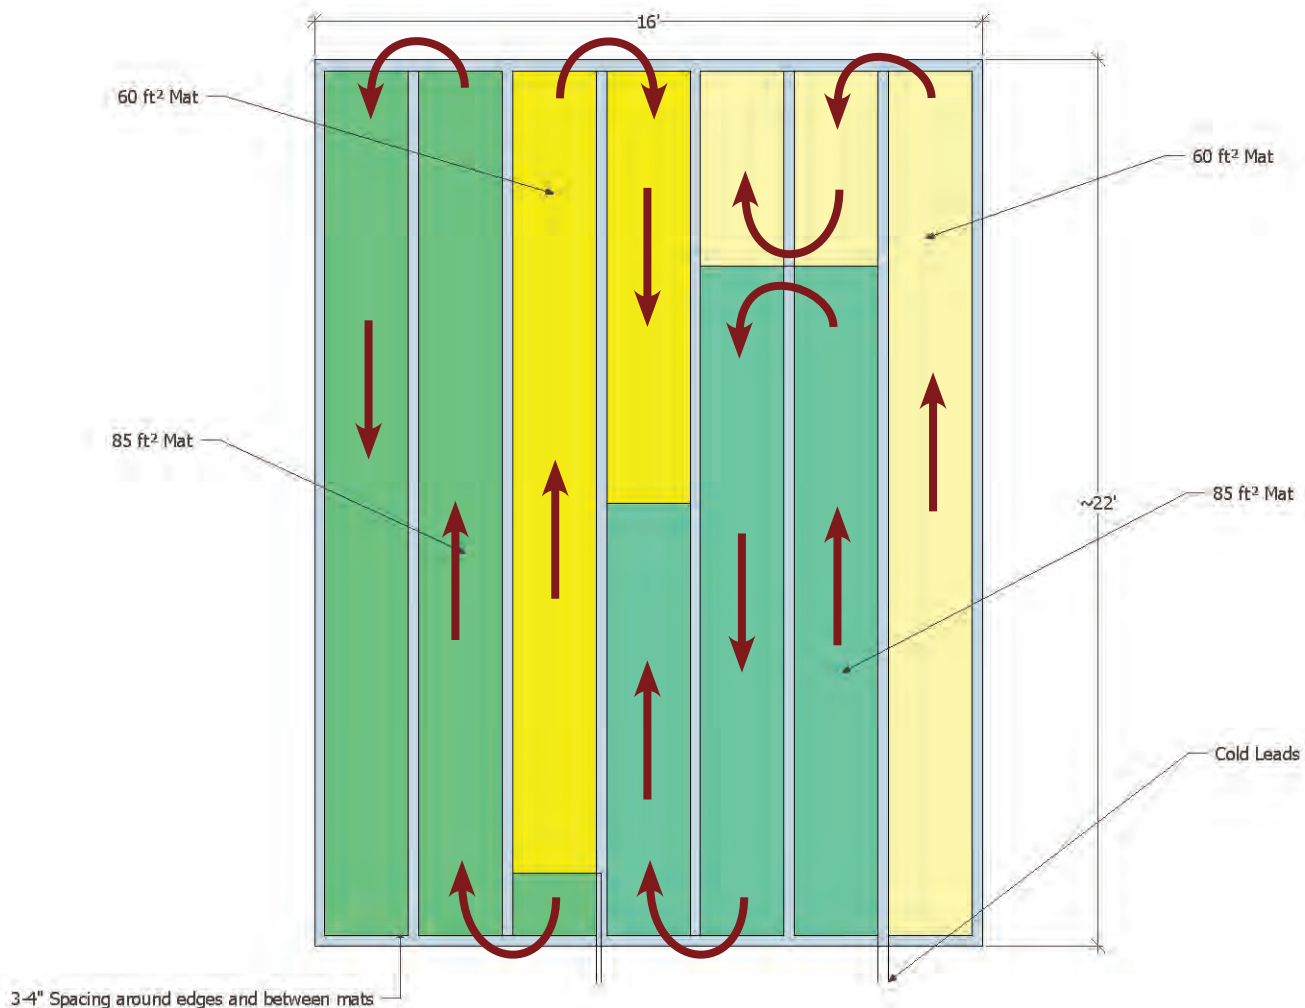 16'
60 ft² Mat
60 ft² Mat
85 ft² Mat
85 ft² Mat
~22'
Cold Leads
3-4" Spacing around edges and between mats